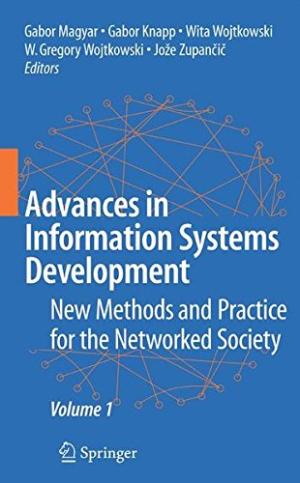 Gabor Magyar • Gabor Knapp • Wita Wojtkowski
W. Gregory Wojtkowski • Jože Zupančič
Editors
Advances in
Information Systems
Development
New Methods and Practice
for the Networked Society
Volume 1
Springer